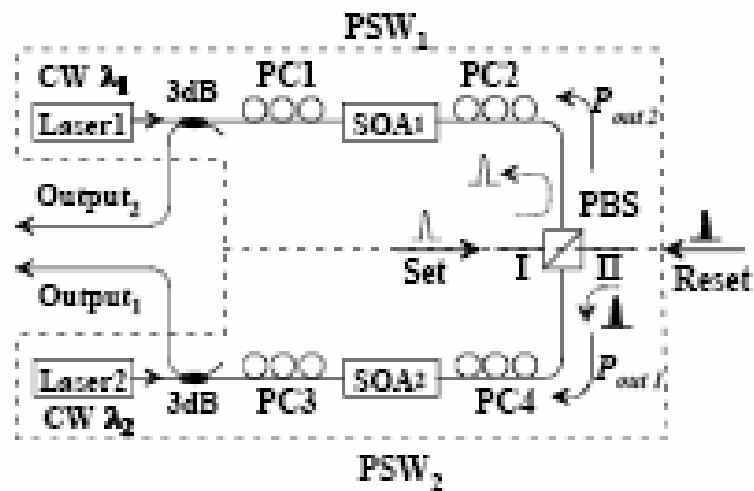 PSW1
CW λ1
3dB
PC1
PC2
Laser1
SOA1
Pout 2
Output2
PBS
Set
I
II
Reset
Output1
Laser2
3dB
PC3
SOA2
PC4
Pout 1
CW λ2
PSW2